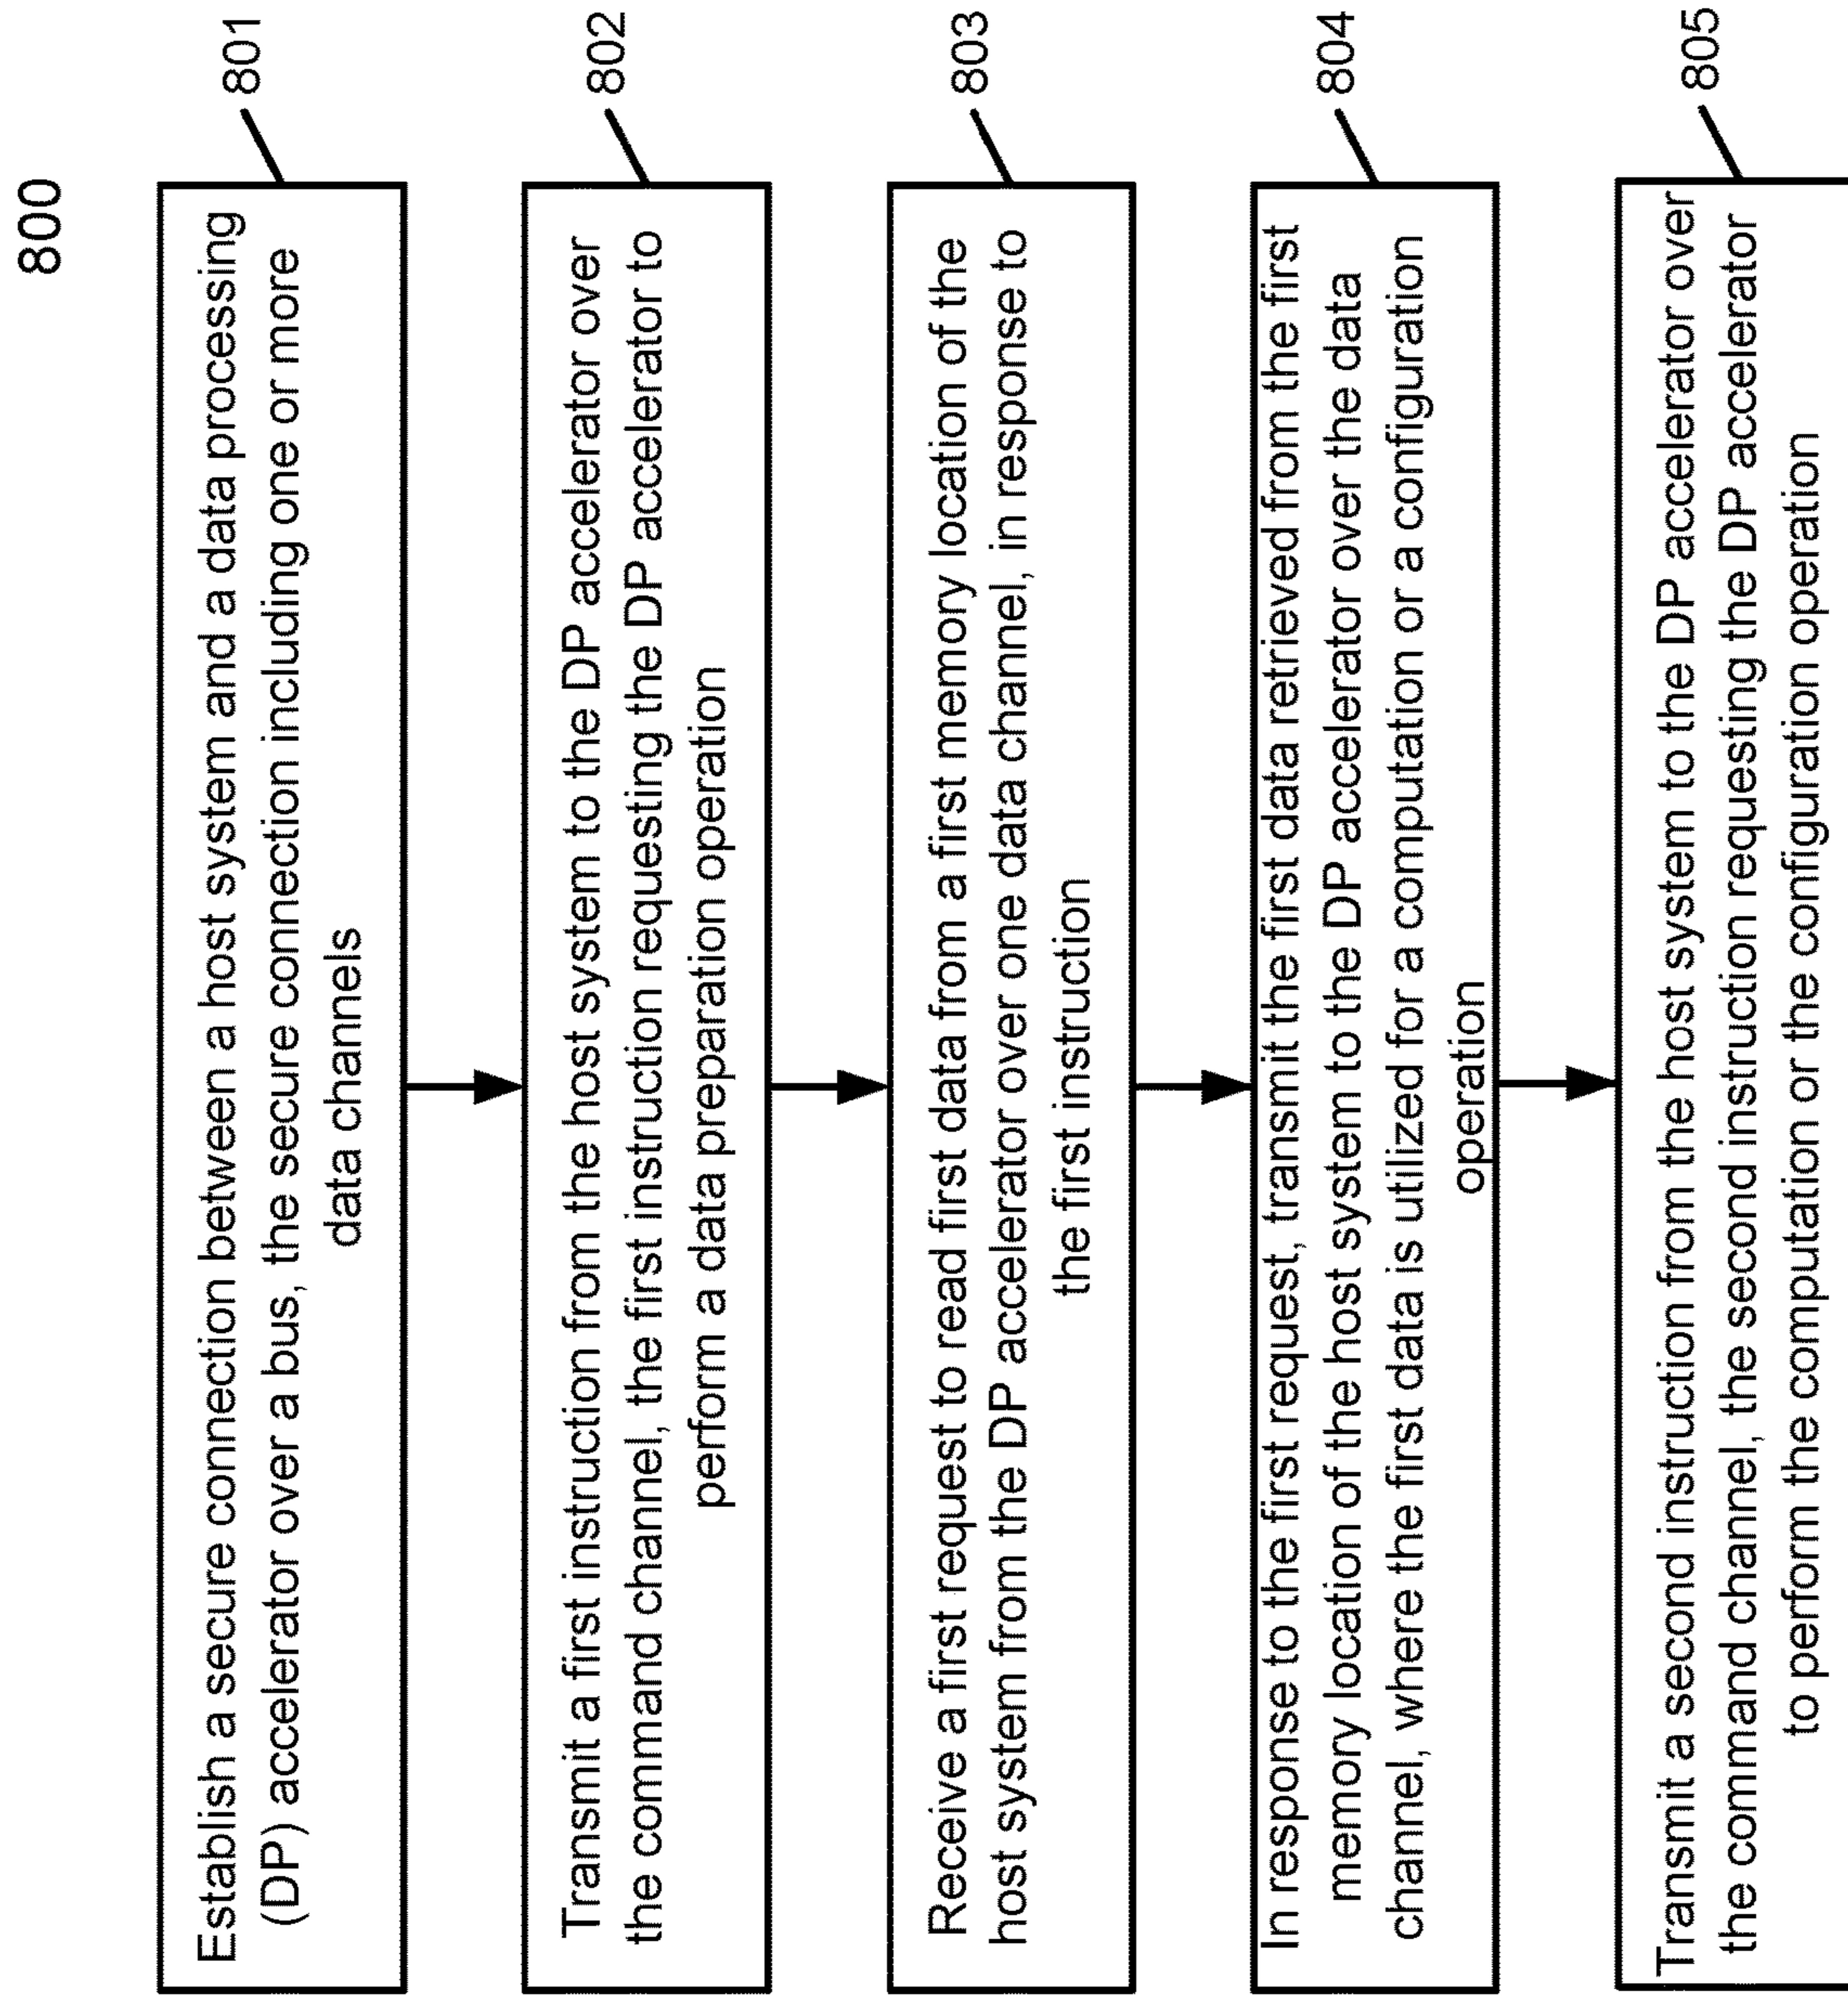 800
Establish a secure connection between a host system and a data processing
(DP) accelerator over a bus, the secure connection including one or more
data channels
801
Transmit a first instruction from the host system to the DP accelerator over
the command channel, the first instruction requesting the DP accelerator to
perform a data preparation operation
802
Receive a first request to read first data from a first memory location of the
host system from the DP accelerator over one data channel, in response to
the first instruction
803
In response to the first request, transmit the first data retrieved from the first
memory location of the host system to the DP accelerator over the data
channel, where the first data is utilized for a computation or a configuration
operation
804
Transmit a second instruction from the host system to the DP accelerator over
the command channel, the second instruction requesting the DP accelerator
to perform the computation or the configuration operation
805